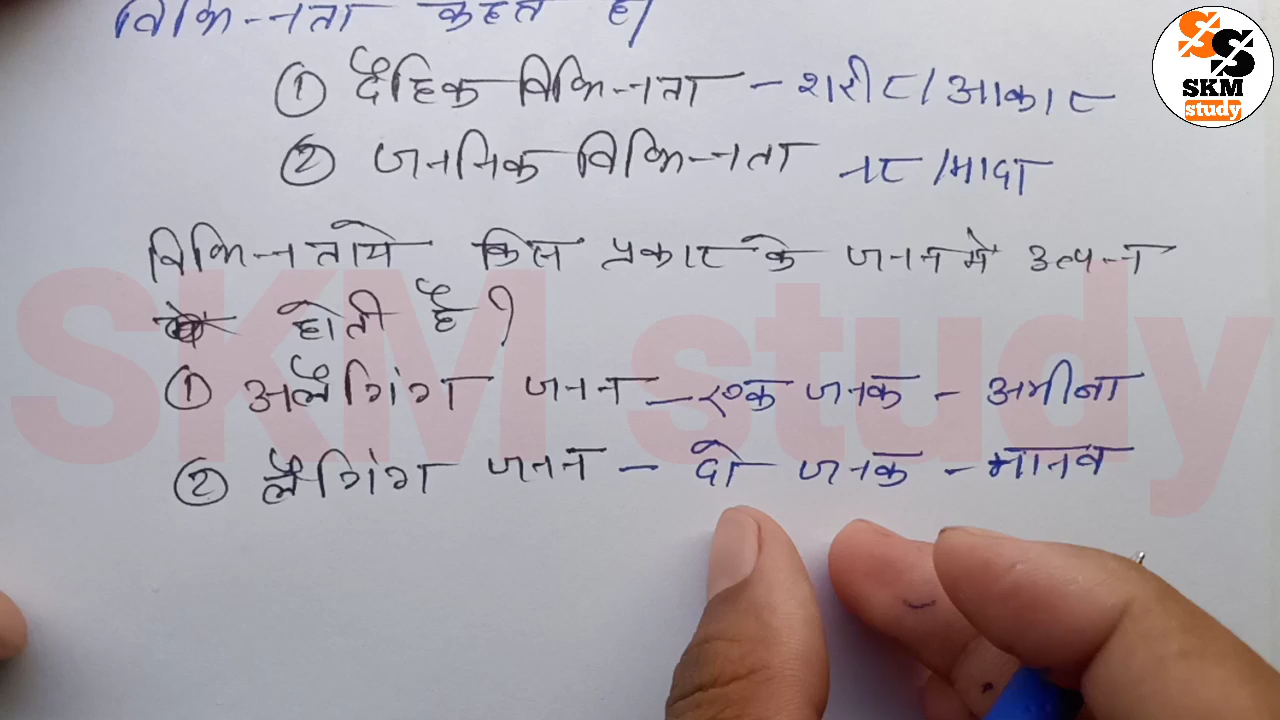 विभिन्नता कहते है।
SKM
study
① दैहिक विभिन्नता - शरीर/आकार
② जननिक विभिन्नता नर/मादा
विभिन्नताये किस प्रकार के जनन मे उत्पन्न
होती है?
① अलैगिंग जनन - एक जनक - अमीबा
② लैगिंग जनन - दो जनक - मानव
SKM study